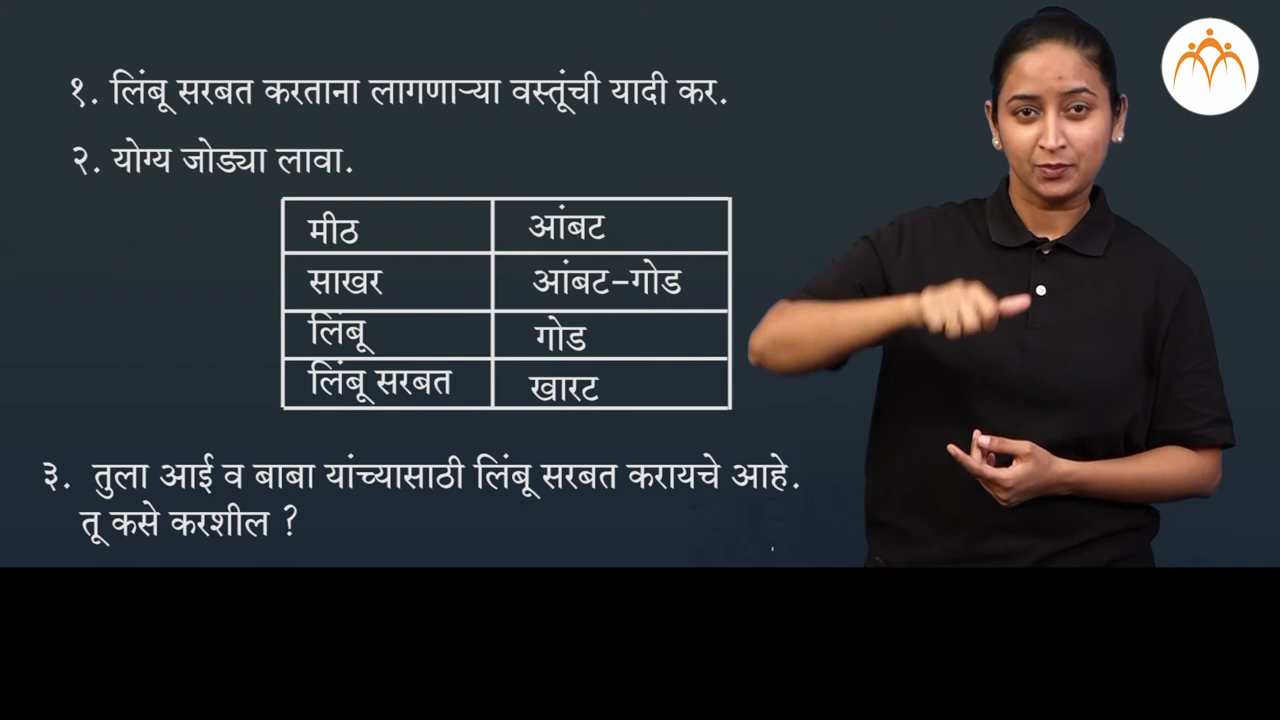 १. लिंबू सरबत करताना लागणाऱ्या वस्तूंची यादी कर.
२. योग्य जोड्या लावा.
मीठ आंबट
साखर आंबट-गोड
लिंबू गोड
लिंबू सरबत खारट
३. तुला आई व बाबा यांच्यासाठी लिंबू सरबत करायचे आहे.
तू कसे करशील ?